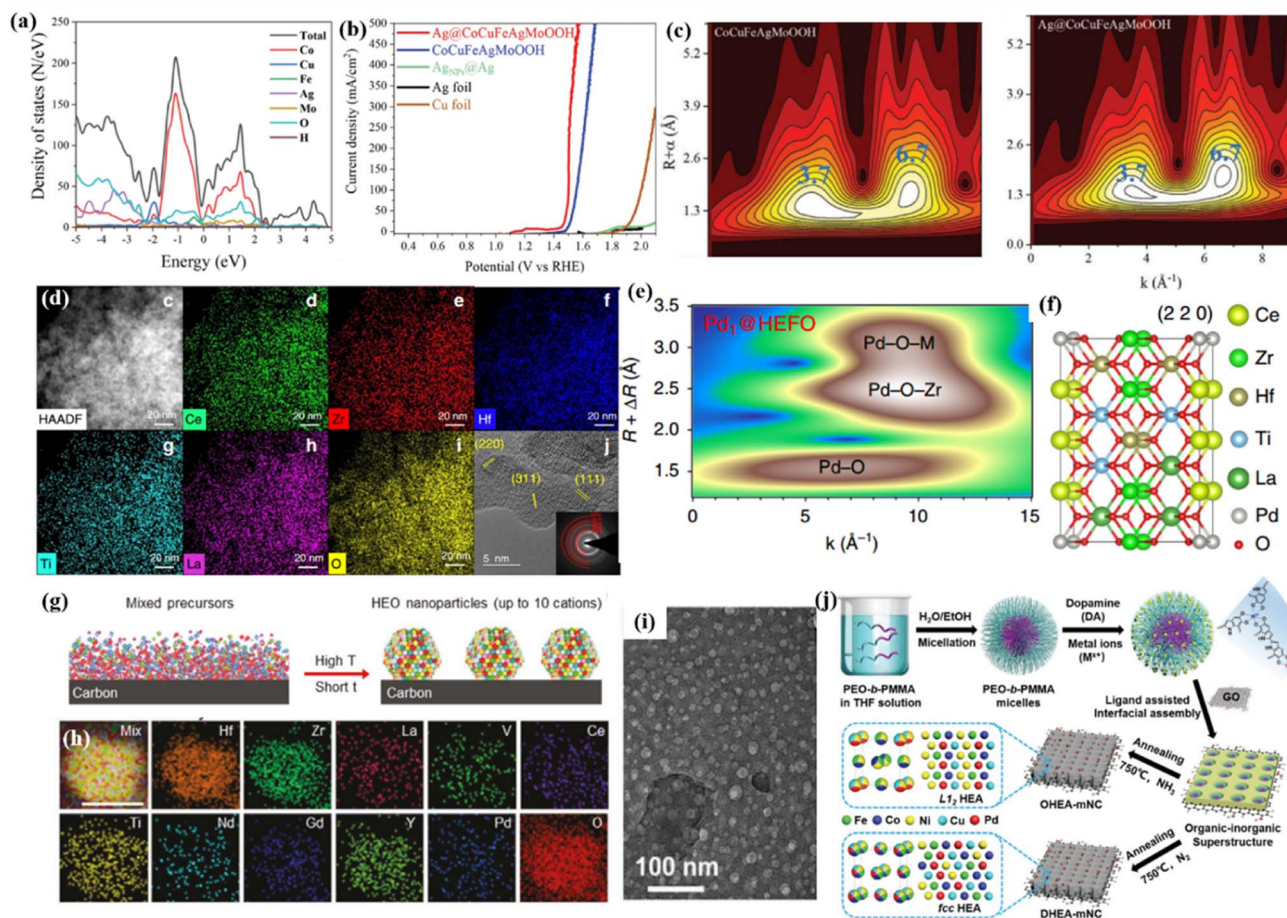 (a)
Density of states (N/eV)
250
200
150
100
50
0
-5 -4 -3 -2 -1 0 1 2 3 4 5
Energy (eV)
Total
Co
Cu
Fe
Ag
Mo
O
H
(b)
Current density (mA/cm²)
500
450
400
350
300
250
200
150
100
50
0
0.4 0.6 0.8 1.0 1.2 1.4 1.6 1.8 2.0
Potential (V vs RHE)
Ag@CoCuFeAgMoOOH
CoCuFeAgMoOOH
AgNPs@Ag
Ag foil
Cu foil
(c)
CoCuFeAgMoOOH
R+α (Å)
5.2
3.9
2.6
1.3
3.7
6.7
Ag@CoCuFeAgMoOOH
5.2
3.9
2.6
1.3
0.0
3.7
6.7
0 2 4 6 8
k (Å⁻¹)
(d)
c
HAADF
20 nm
d
Ce
20 nm
e
Zr
20 nm
f
Hf
20 nm
g
Ti
20 nm
h
La
20 nm
i
O
20 nm
j
(220)
(311)
(111)
5 nm
(e)
Pd₁@HEFO
R + ΔR (Å)
3.5
3.0
2.5
2.0
1.5
Pd–O–M
Pd–O–Zr
Pd–O
0 5 10 15
k (Å⁻¹)
(f)
(2 2 0)
Ce
Zr
Hf
Ti
La
Pd
O
(g)
Mixed precursors
HEO nanoparticles (up to 10 cations)
High T
Short t
Carbon
Carbon
(h)
Mix
Hf
Zr
La
V
Ce
Ti
Nd
Gd
Y
Pd
O
(i)
100 nm
(j)
PEO-b-PMMA
in THF solution
H₂O/EtOH
Micellation
PEO-b-PMMA
micelles
Dopamine
(DA)
Metal ions
(Mˣ⁺)
Ligand assisted
Interfacial assembly
GO
Annealing
750℃, NH₃
L1₂ HEA
OHEA-mNC
Fe Co Ni Cu Pd
Organic-inorganic
Superstructure
Annealing
750℃, N₂
fcc HEA
DHEA-mNC